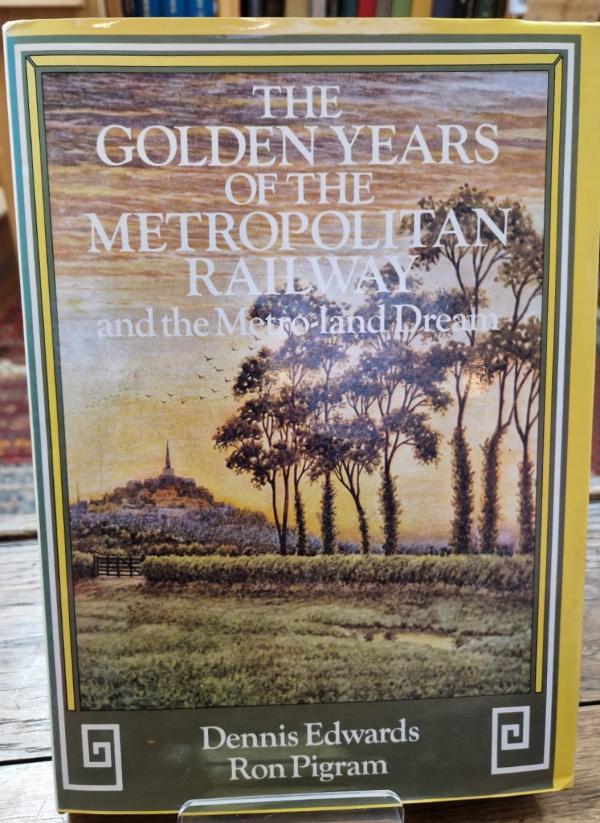 THE
GOLDEN YEARS
OF THE
METROPOLITAN
RAILWAY
and the Metro-land Dream
Dennis Edwards
Ron Pigram